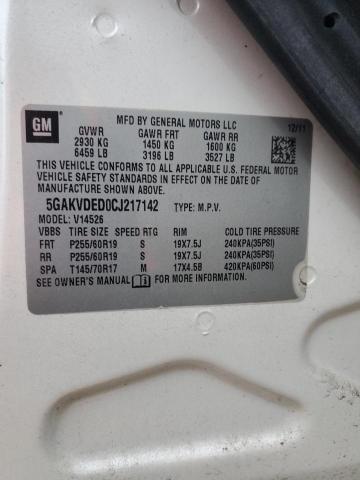 GM
MFD BY GENERAL MOTORS LLC 12/11
GVWR GAWR FRT GAWR RR
2930 KG 1450 KG 1600 KG
6459 LB 3196 LB 3527 LB
THIS VEHICLE CONFORMS TO ALL APPLICABLE U.S. FEDERAL MOTOR
VEHICLE SAFETY STANDARDS IN EFFECT ON THE DATE OF
MANUFACTURE SHOWN ABOVE.
5GAKVDED0CJ217142 TYPE: M.P.V.
MODEL: V14526
VBBS TIRE SIZE SPEED RTG RIM COLD TIRE PRESSURE
FRT P255/60R19 S 19X7.5J 240KPA(35PSI)
RR P255/60R19 S 19X7.5J 240KPA(35PSI)
SPA T145/70R17 M 17X4.5B 420KPA(60PSI)
SEE OWNER'S MANUAL FOR MORE INFORMATION.